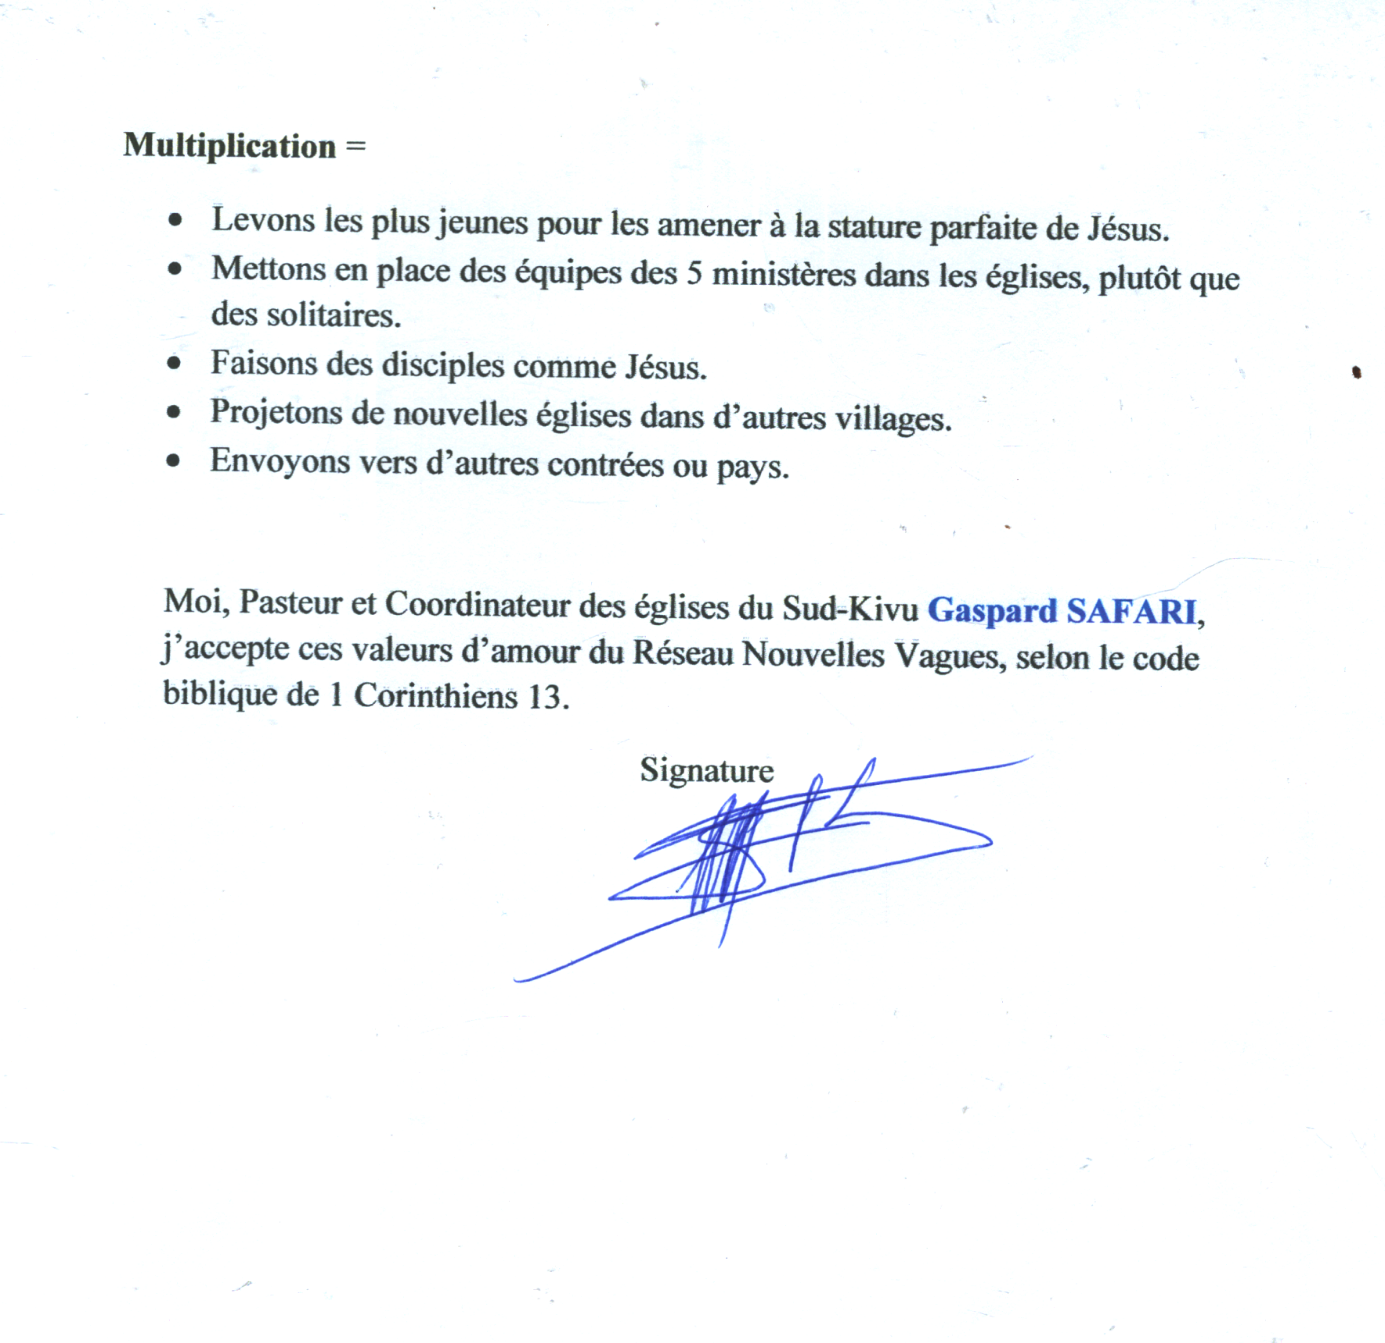 Multiplication =
• Levons les plus jeunes pour les amener à la stature parfaite de Jésus.
• Mettons en place des équipes des 5 ministères dans les églises, plutôt que
des solitaires.
• Faisons des disciples comme Jésus.
• Projetons de nouvelles églises dans d'autres villages.
• Envoyons vers d'autres contrées ou pays.
Moi, Pasteur et Coordinateur des églises du Sud-Kivu Gaspard SAFARI,
j'accepte ces valeurs d'amour du Réseau Nouvelles Vagues, selon le code
biblique de 1 Corinthiens 13.
Signature